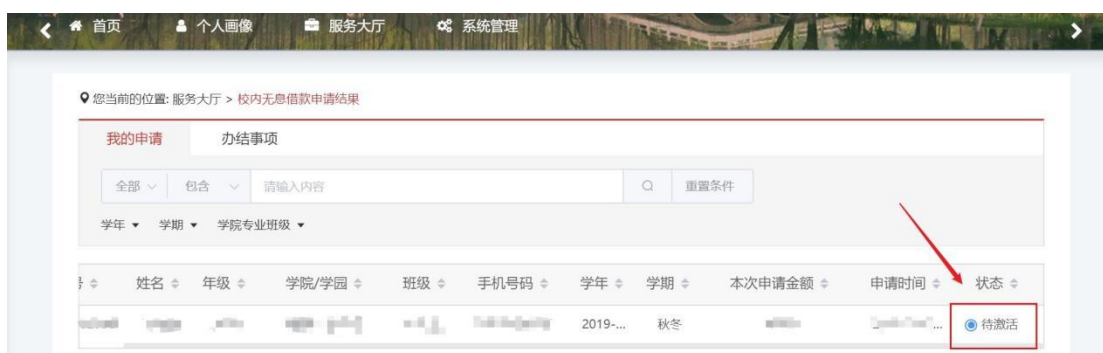 首页 个人画像 服务大厅 系统管理
您当前的位置: 服务大厅 > 校内无息借款申请结果
我的申请 办结事项
全部 包含 请输入内容 重置条件
学年 学期 学院专业班级
姓名 年级 学院/学园 班级 手机号码 学年 学期 本次申请金额 申请时间 状态
2019-... 秋冬 ... 待激活